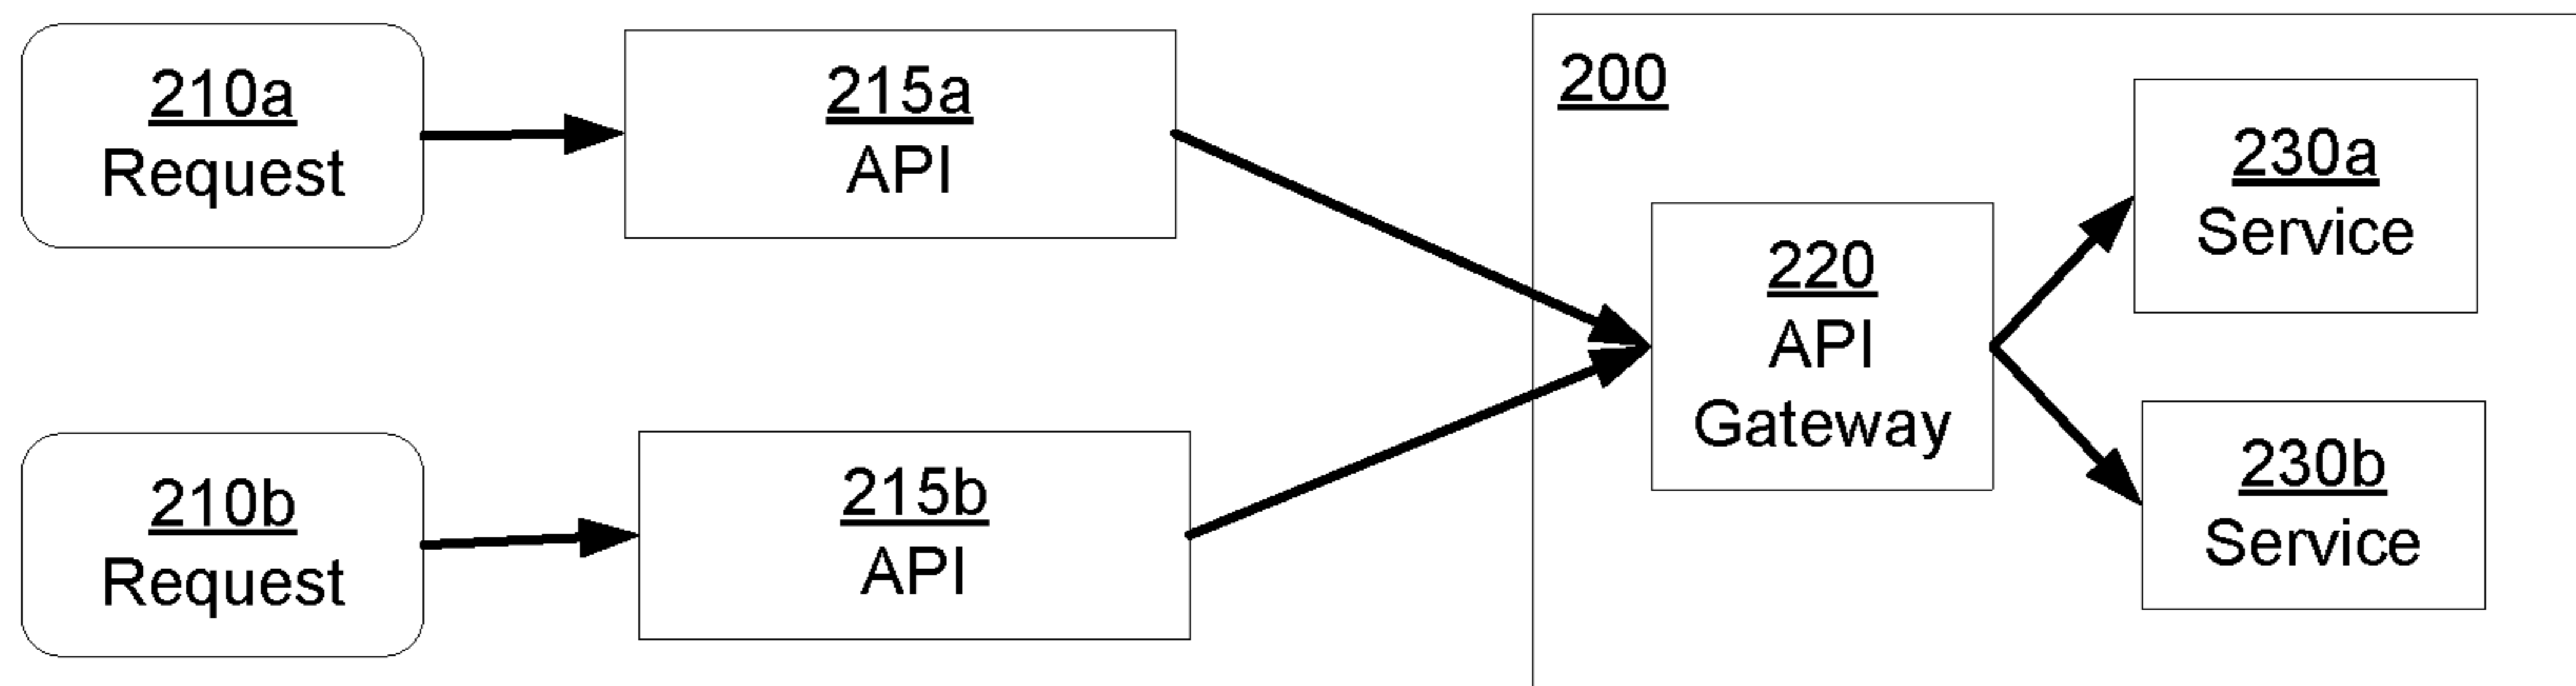 210a
Request
215a
API
200
220
API
Gateway
230a
Service
210b
Request
215b
API
230b
Service